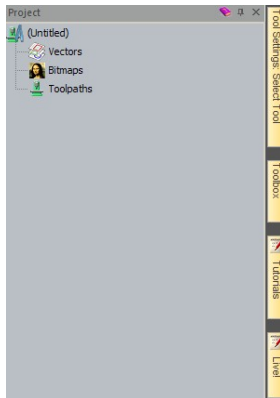 Project
(Untitled)
Vectors
Bitmaps
Toolpaths
Tool Settings: Select Tool
Toolbox
Tutorials
Live!